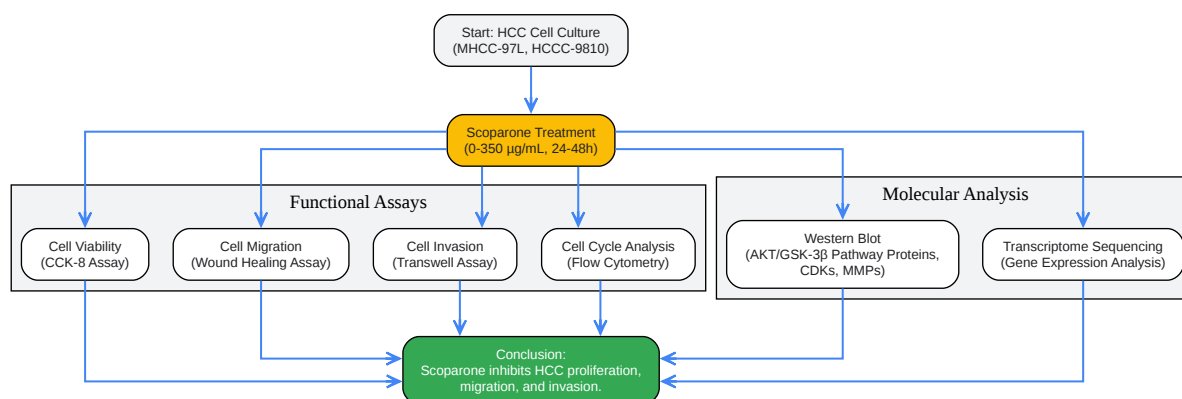 Start: HCC Cell Culture
(MHCC-97L, HCCC-9810)
Scoparone Treatment
(0-350 µg/mL, 24-48h)
Functional Assays
Cell Viability
(CCK-8 Assay)
Cell Migration
(Wound Healing Assay)
Cell Invasion
(Transwell Assay)
Cell Cycle Analysis
(Flow Cytometry)
Molecular Analysis
Western Blot
(AKT/GSK-3β Pathway Proteins,
CDKs, MMPs)
Transcriptome Sequencing
(Gene Expression Analysis)
Conclusion:
Scoparone inhibits HCC proliferation,
migration, and invasion.